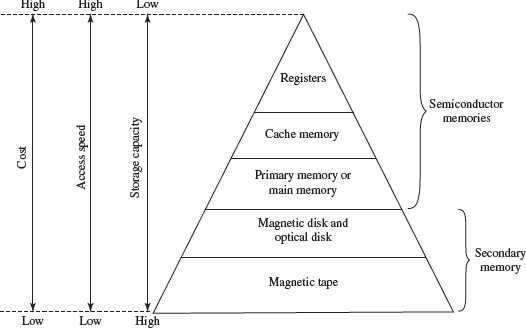 High High Low
Registers
Semiconductor
memories
Cache memory
Cost
Access speed
Storage capacity
Primary memory or
main memory
Magnetic disk and
optical disk
Secondary
memory
Magnetic tape
Low Low High